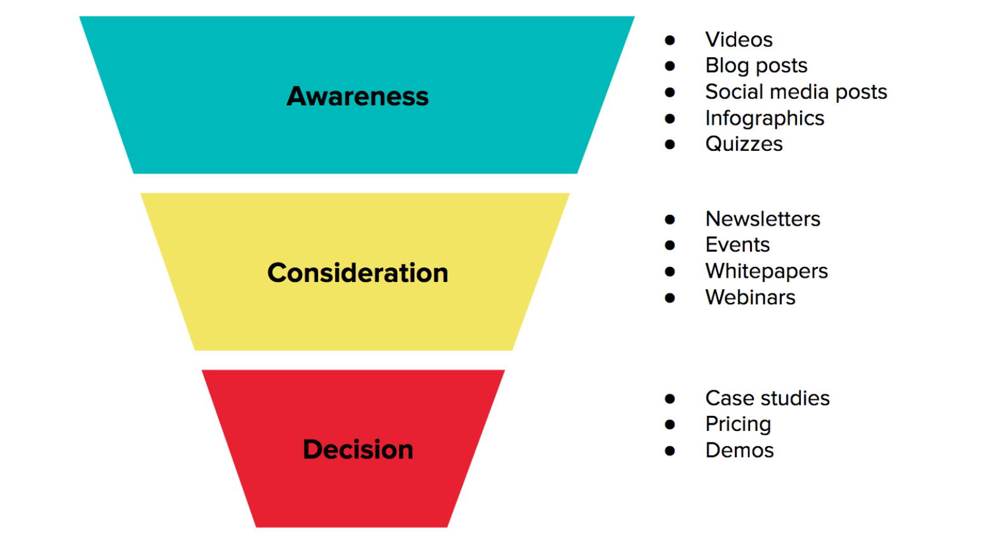 Awareness
● Videos
● Blog posts
● Social media posts
● Infographics
● Quizzes
Consideration
● Newsletters
● Events
● Whitepapers
● Webinars
Decision
● Case studies
● Pricing
● Demos